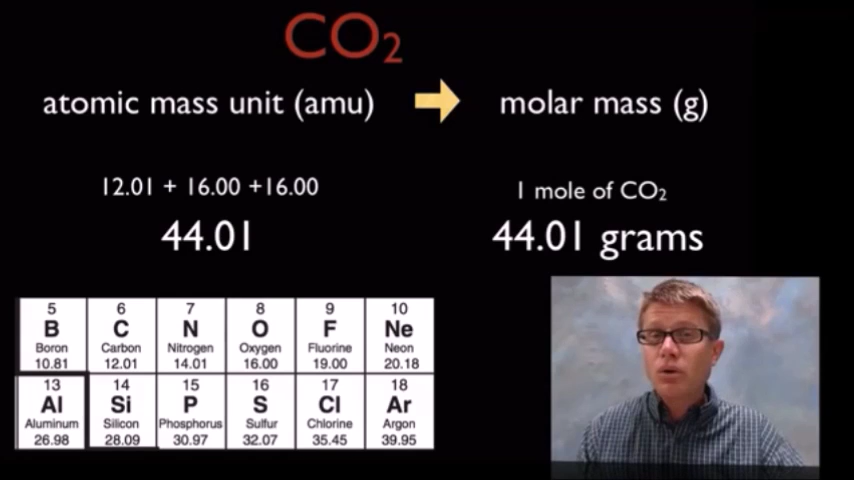 CO2
atomic mass unit (amu)
molar mass (g)
12.01 + 16.00 +16.00
44.01
1 mole of CO2
44.01 grams
5 6 7 8 9 10
B C N O F Ne
Boron Carbon Nitrogen Oxygen Fluorine Neon
10.81 12.01 14.01 16.00 19.00 20.18
13 14 15 16 17 18
Al Si P S Cl Ar
Aluminum Silicon Phosphorus Sulfur Chlorine Argon
26.98 28.09 30.97 32.07 35.45 39.95